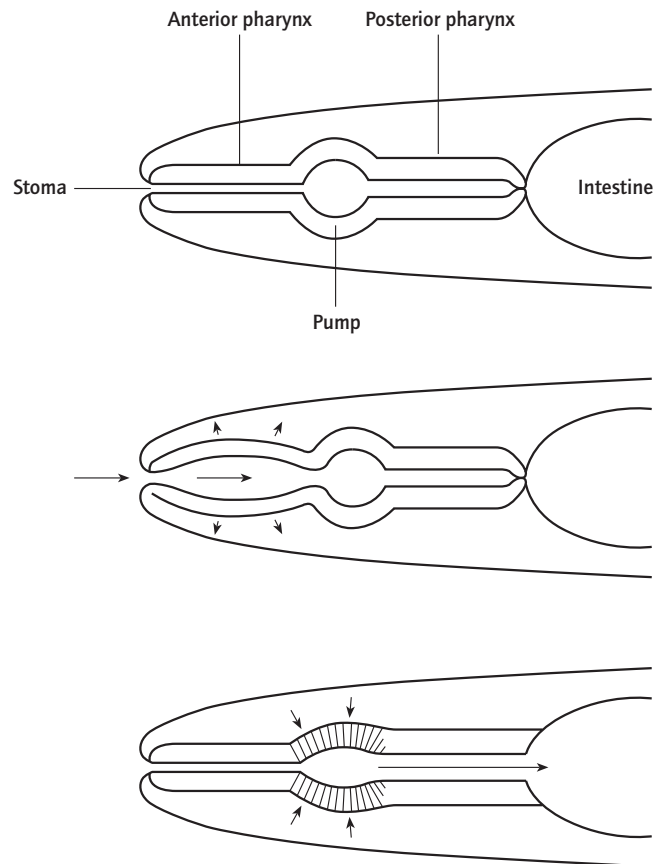 Anterior pharynx
Posterior pharynx
Stoma
Intestine
Pump